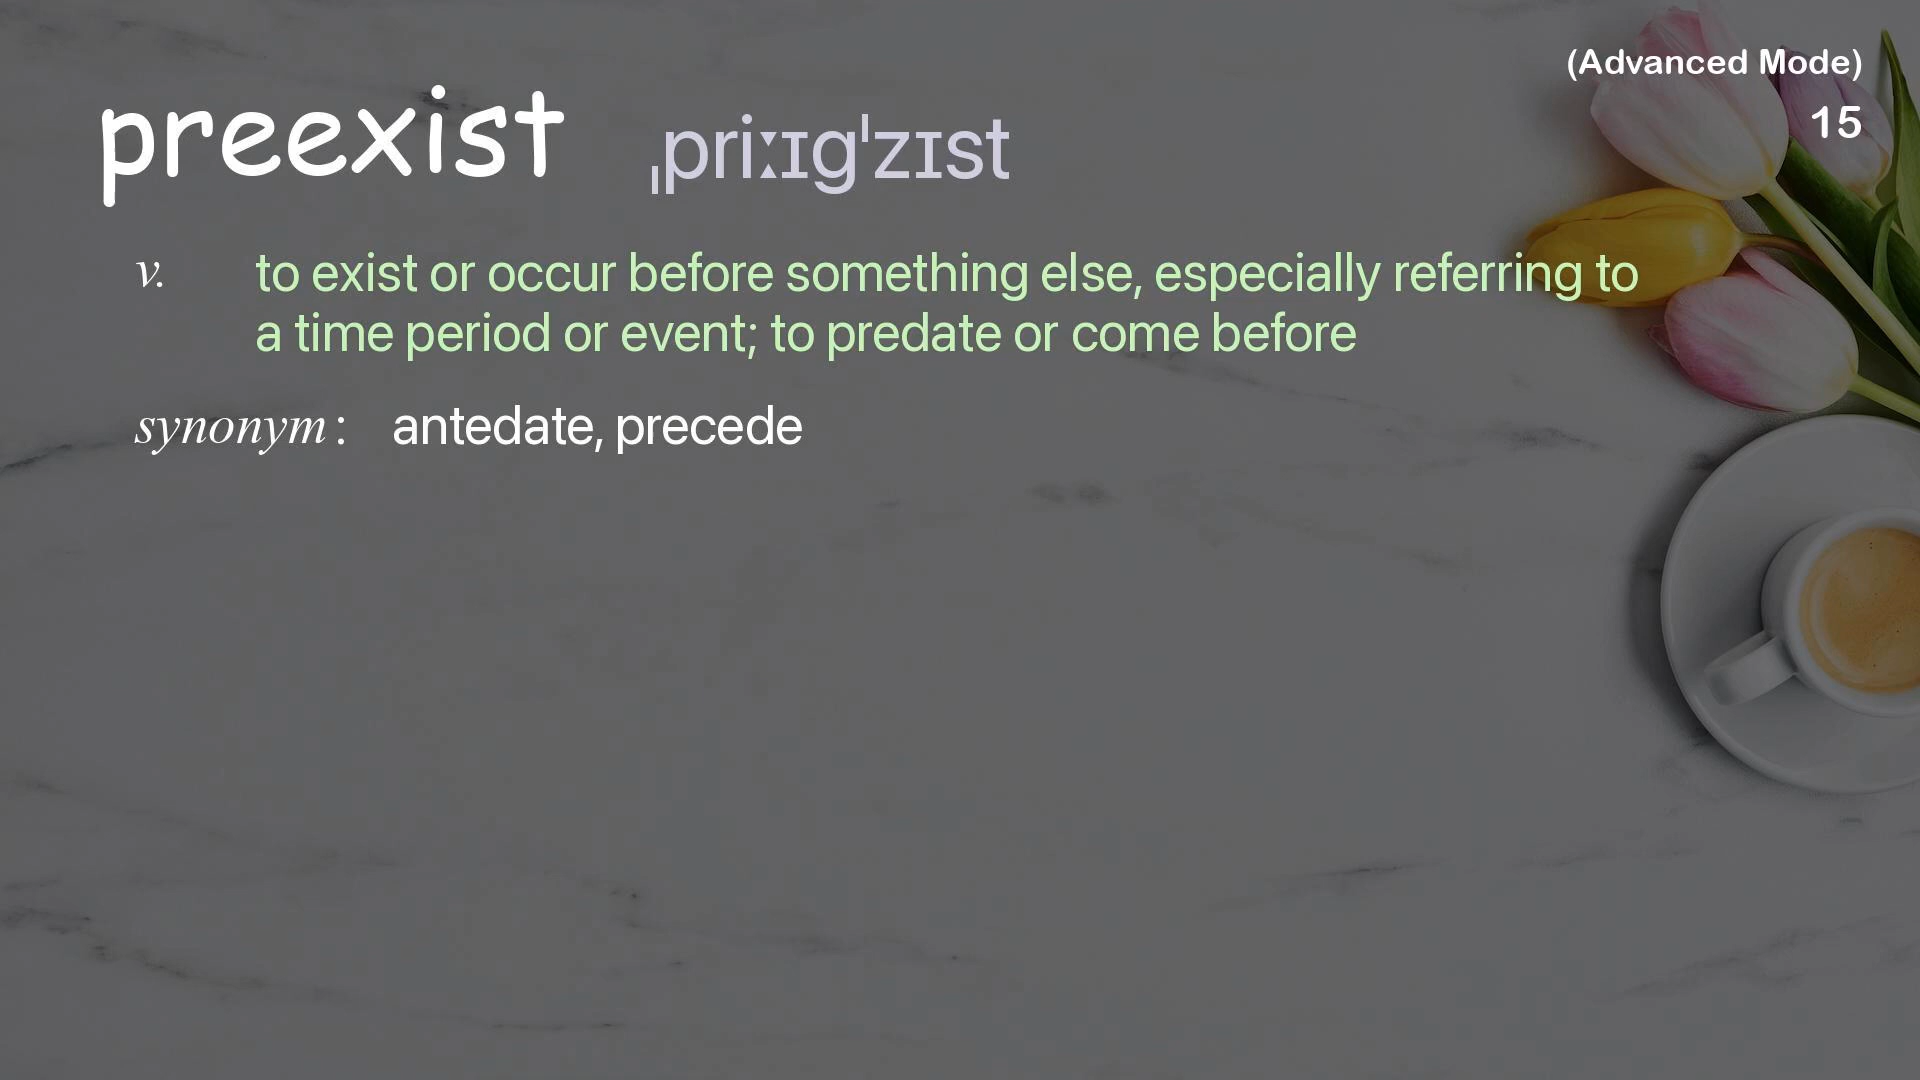 (Advanced Mode)
15
preexist ˌpriːɪɡˈzɪst
v. to exist or occur before something else, especially referring to
a time period or event; to predate or come before
synonym : antedate, precede